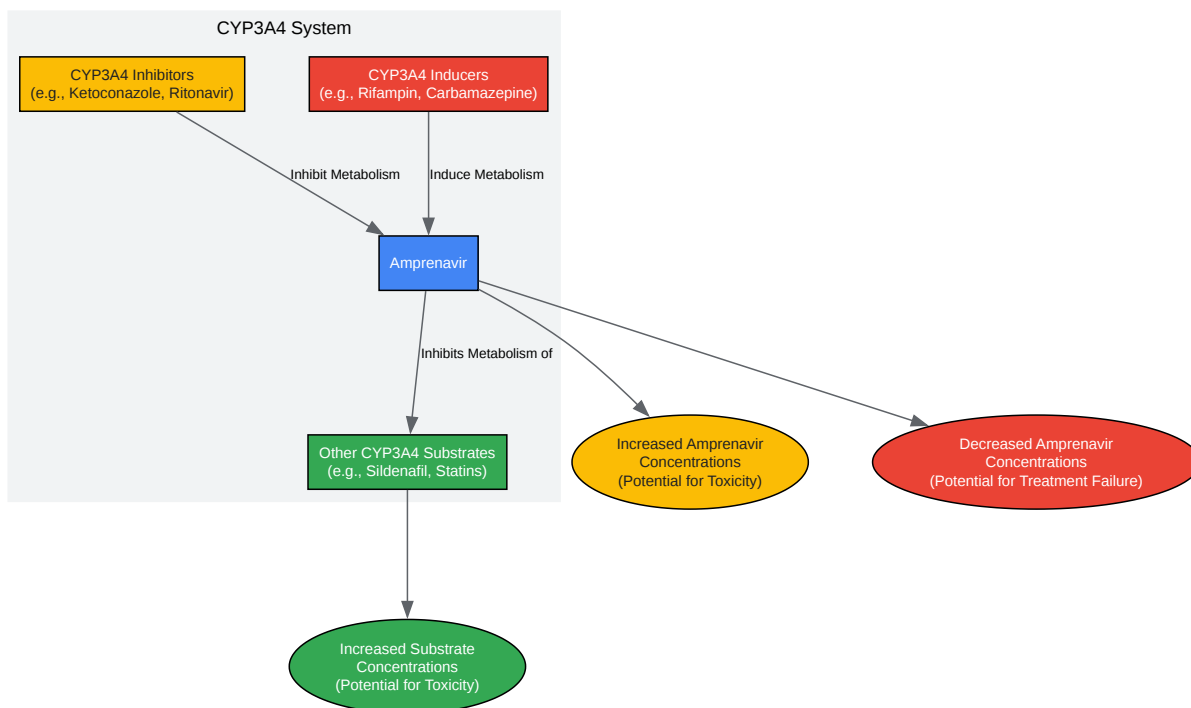 CYP3A4 System
CYP3A4 Inhibitors
(e.g., Ketoconazole, Ritonavir)
CYP3A4 Inducers
(e.g., Rifampin, Carbamazepine)
Inhibit Metabolism
Induce Metabolism
Amprenavir
Inhibits Metabolism of
Other CYP3A4 Substrates
(e.g., Sildenafil, Statins)
Increased Amprenavir
Concentrations
(Potential for Toxicity)
Decreased Amprenavir
Concentrations
(Potential for Treatment Failure)
Increased Substrate
Concentrations
(Potential for Toxicity)